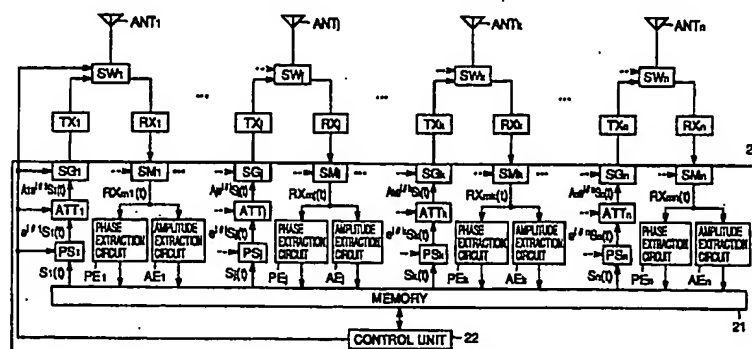 ANT1 ANTj ANTk ANTn
SW1 SWj SWk SWn
... ... ...
TX1 RX1 TXj RXj TXk RXk TXn RXn
2
SG1 SM1 SGj SMj SGk SMk SGn SMn
RXm1(t) RXmj(t) RXmk(t) RXmn(t)
ATT1 ATTj ATTk ATTn
PHASE EXTRACTION CIRCUIT AMPLITUDE EXTRACTION CIRCUIT PHASE EXTRACTION CIRCUIT AMPLITUDE EXTRACTION CIRCUIT PHASE EXTRACTION CIRCUIT AMPLITUDE EXTRACTION CIRCUIT PHASE EXTRACTION CIRCUIT AMPLITUDE EXTRACTION CIRCUIT
PS1 PSj PSk PSn
S1(t) PE1 AE1 Sj(t) PEj AEj Sk(t) PEk AEk Sn(t) PEn AEn
MEMORY
21
CONTROL UNIT 22